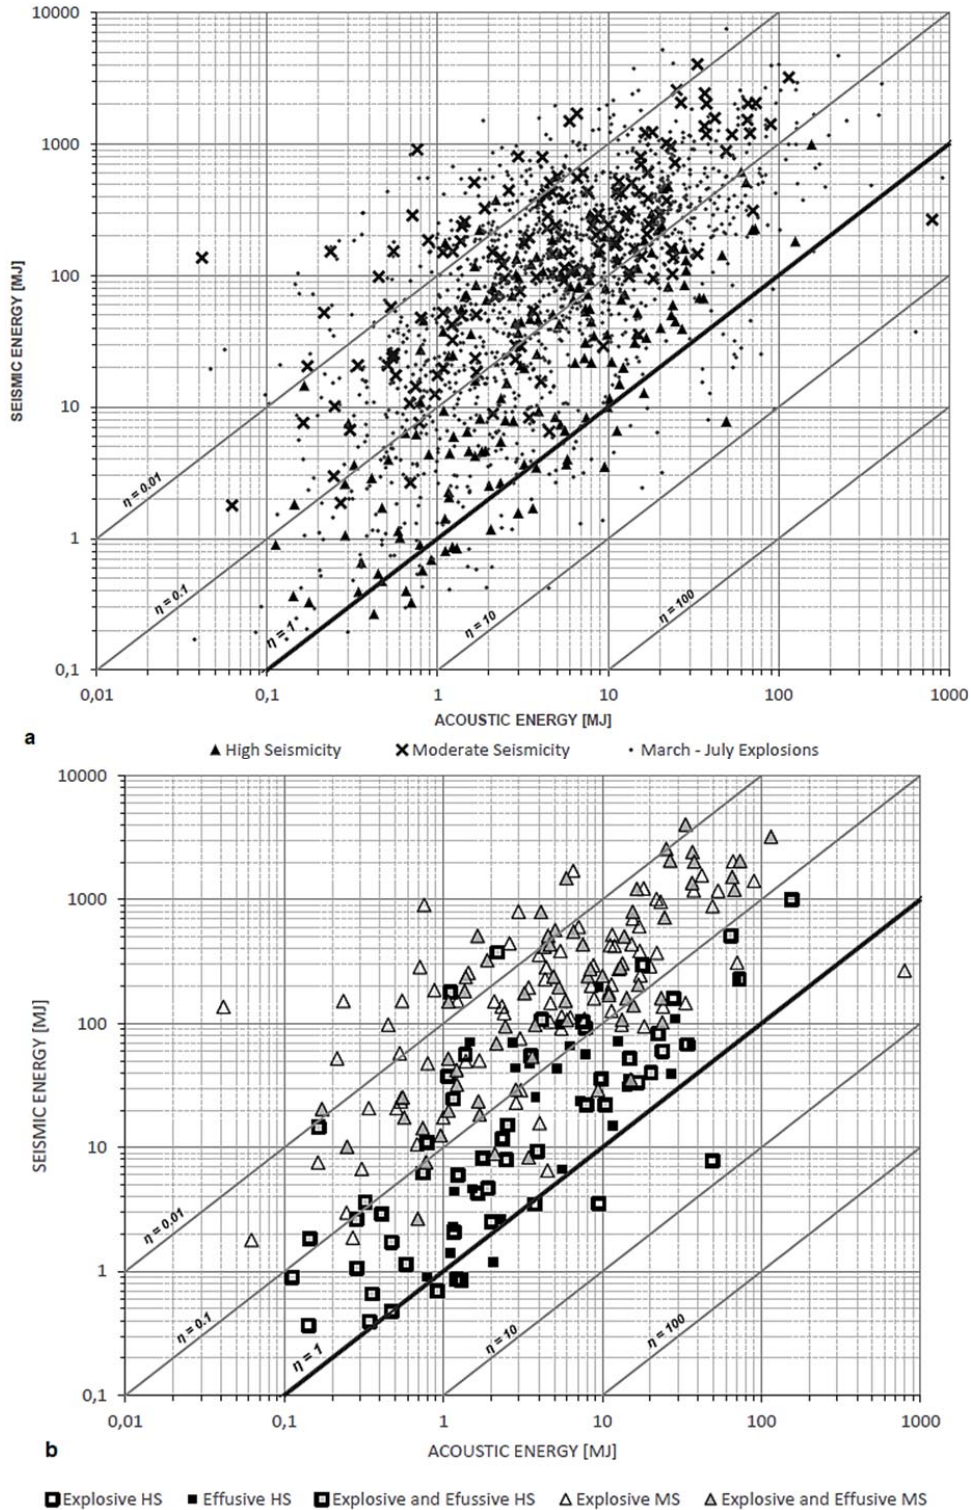 10000
1000
100
10
1
0,1
SEISMIC ENERGY [MJ]
η = 0.01
η = 0.1
η = 1
η = 10
η = 100
0,01 0,1 1 10 100 1000
ACOUSTIC ENERGY [MJ]
a
High Seismicity Moderate Seismicity March - July Explosions
10000
1000
100
10
1
0,1
SEISMIC ENERGY [MJ]
η = 0.01
η = 0.1
η = 1
η = 10
η = 100
0,01 0,1 1 10 100 1000
b
ACOUSTIC ENERGY [MJ]
Explosive HS Effusive HS Explosive and Efussive HS Explosive MS Explosive and Effusive MS